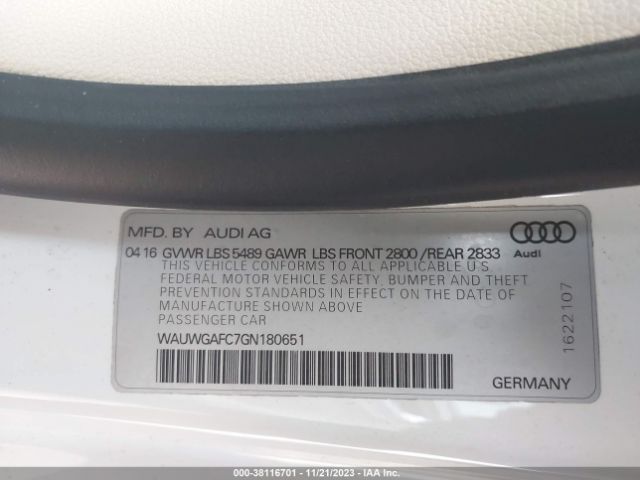 MFD. BY AUDI AG
Audi
04 16 GVWR LBS 5489 GAWR LBS FRONT 2800 /REAR 2833
THIS VEHICLE CONFORMS TO ALL APPLICABLE U.S
FEDERAL MOTOR VEHICLE SAFETY, BUMPER AND THEFT
PREVENTION STANDARDS IN EFFECT ON THE DATE OF
MANUFACTURE SHOWN ABOVE
PASSENGER CAR
WAUWGAFC7GN180651
1622107
GERMANY
000-38116701 - 11/21/2023 - IAA Inc.